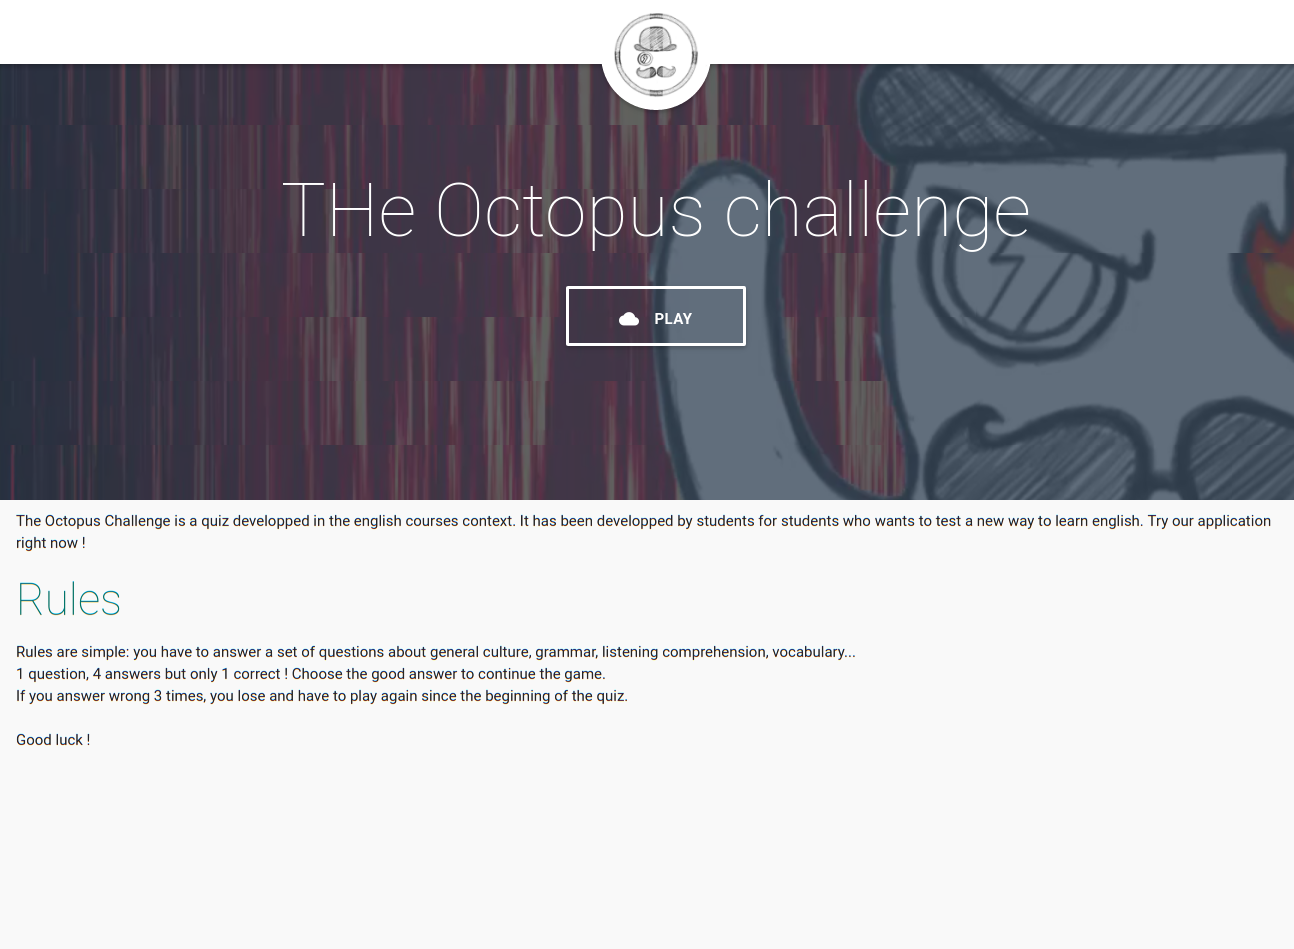 THe Octopus challenge
PLAY
The Octopus Challenge is a quiz developped in the english courses context. It has been developped by students for students who wants to test a new way to learn english. Try our application
right now !
Rules
Rules are simple: you have to answer a set of questions about general culture, grammar, listening comprehension, vocabulary...
1 question, 4 answers but only 1 correct ! Choose the good answer to continue the game.
If you answer wrong 3 times, you lose and have to play again since the beginning of the quiz.
Good luck !